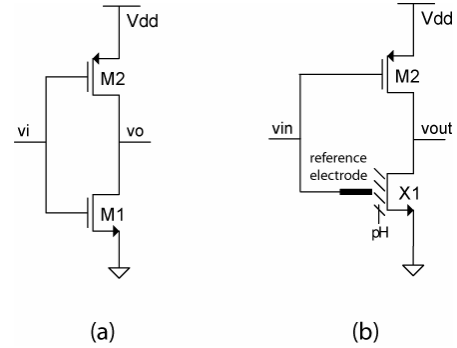 Vdd
M2
vi
vo
M1
(a)
Vdd
M2
vin
vout
reference
electrode
X1
pH
(b)